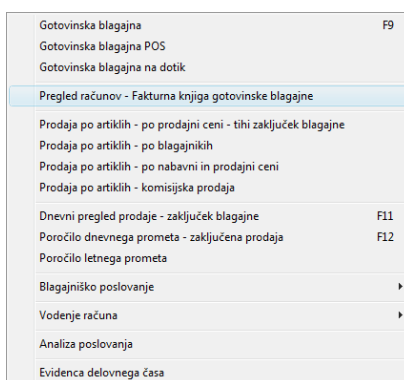 Gotovinska blagajna F9
Gotovinska blagajna POS
Gotovinska blagajna na dotik
Pregled računov - Fakturna knjiga gotovinske blagajne
Prodaja po artiklih - po prodajni ceni - tihi zaključek blagajne
Prodaja po artiklih - po blagajnikih
Prodaja po artiklih - po nabavni in prodajni ceni
Prodaja po artiklih - komisijska prodaja
Dnevni pregled prodaje - zaključek blagajne F11
Poročilo dnevnega prometa - zaključena prodaja F12
Poročilo letnega prometa
Blagajniško poslovanje
Vodenje računa
Analiza poslovanja
Evidenca delovnega časa